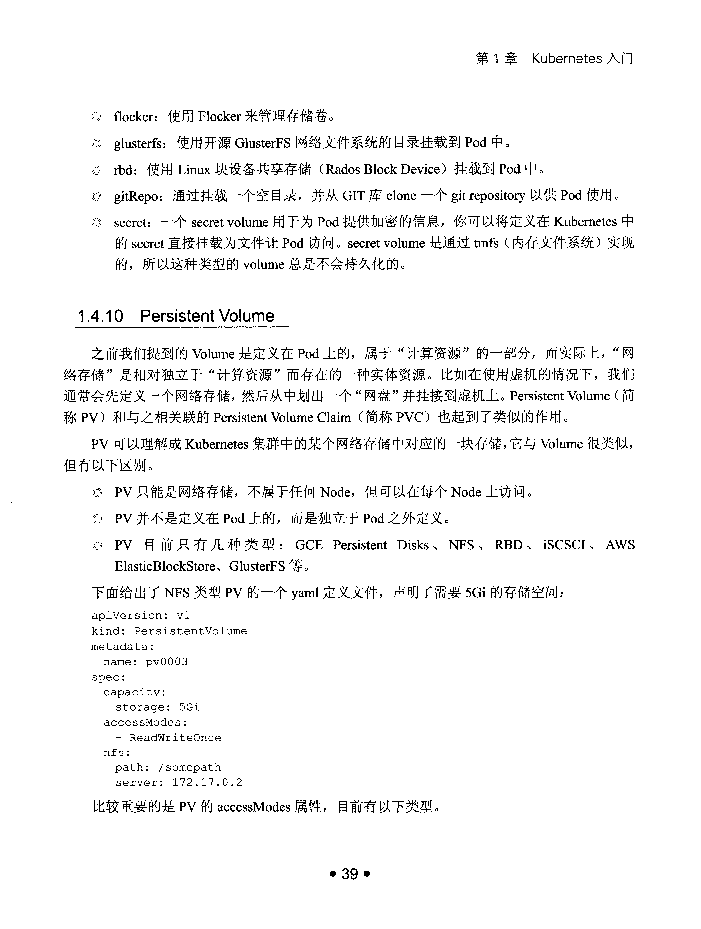 第 1 章 Kubernetes 入门
flocker：使用 Flocker 来管理存储卷。
glusterfs：使用开源 GlusterFS 网络文件系统的目录挂载到 Pod 中。
rbd：使用 Linux 块设备共享存储（Rados Block Device）挂载到 Pod 中。
gitRepo：通过挂载一个空目录，并从 GIT 库 clone 一个 git repository 以供 Pod 使用。
secret：一个 secret volume 用于为 Pod 提供加密的信息，你可以将定义在 Kubernetes 中
的 secret 直接挂载为文件让 Pod 访问。secret volume 是通过 tmfs（内存文件系统）实现
的，所以这种类型的 volume 总是不会持久化的。
1.4.10 Persistent Volume
之前我们提到的 Volume 是定义在 Pod 上的，属于“计算资源”的一部分，而实际上，“网
络存储”是相对独立于“计算资源”而存在的一种实体资源。比如在使用虚机的情况下，我们
通常会先定义一个网络存储，然后从中划出一个“网盘”并挂接到虚机上。Persistent Volume（简
称 PV）和与之相关联的 Persistent Volume Claim（简称 PVC）也起到了类似的作用。
PV 可以理解成 Kubernetes 集群中的某个网络存储中对应的一块存储，它与 Volume 很类似，
但有以下区别。
PV 只能是网络存储，不属于任何 Node，但可以在每个 Node 上访问。
PV 并不是定义在 Pod 上的，而是独立于 Pod 之外定义。
PV 目前只有几种类型：GCE Persistent Disks、NFS、RBD、iSCSCI、AWS
ElasticBlockStore、GlusterFS 等。
下面给出了 NFS 类型 PV 的一个 yaml 定义文件，声明了需要 5Gi 的存储空间：
apiVersion: v1
kind: PersistentVolume
metadata:
name: pv0003
spec:
capacity:
storage: 5Gi
accessModes:
- ReadWriteOnce
nfs:
path: /somepath
server: 172.17.0.2
比较重要的是 PV 的 accessModes 属性，目前有以下类型。
• 39 •